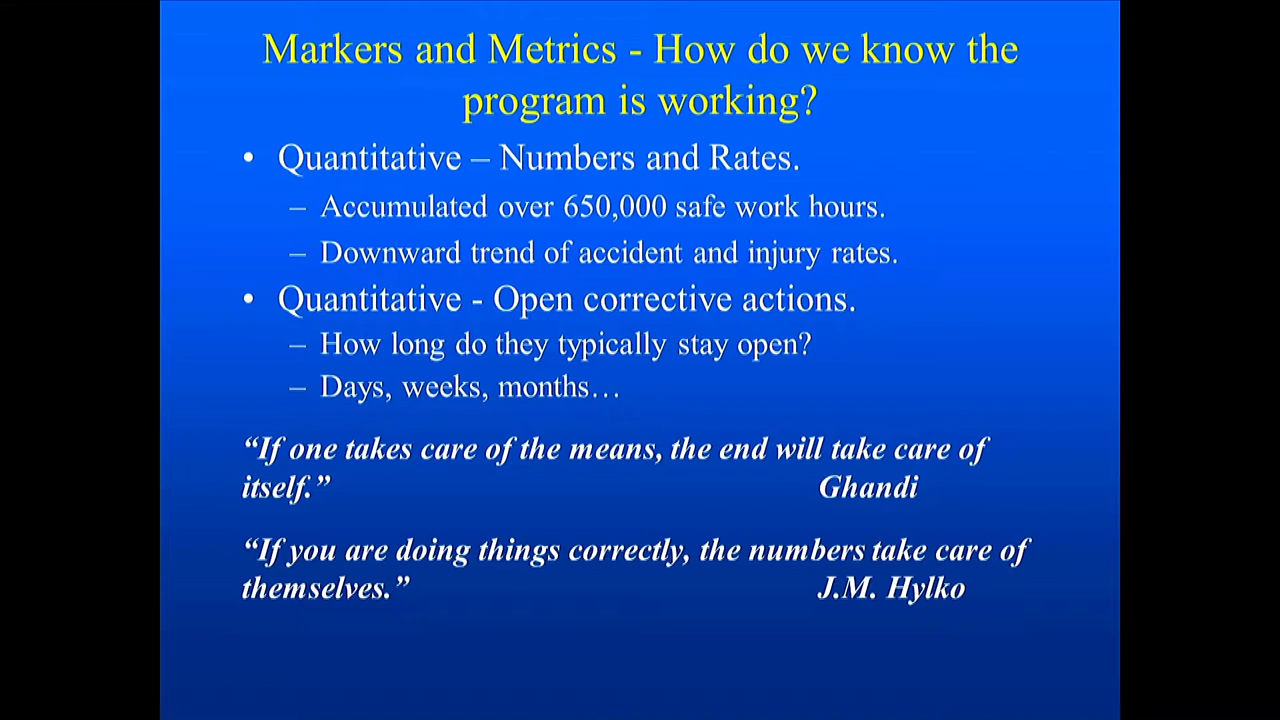 Markers and Metrics - How do we know the
program is working?
• Quantitative – Numbers and Rates.
– Accumulated over 650,000 safe work hours.
– Downward trend of accident and injury rates.
• Quantitative - Open corrective actions.
– How long do they typically stay open?
– Days, weeks, months…
“If one takes care of the means, the end will take care of
itself.” Ghandi
“If you are doing things correctly, the numbers take care of
themselves.” J.M. Hylko